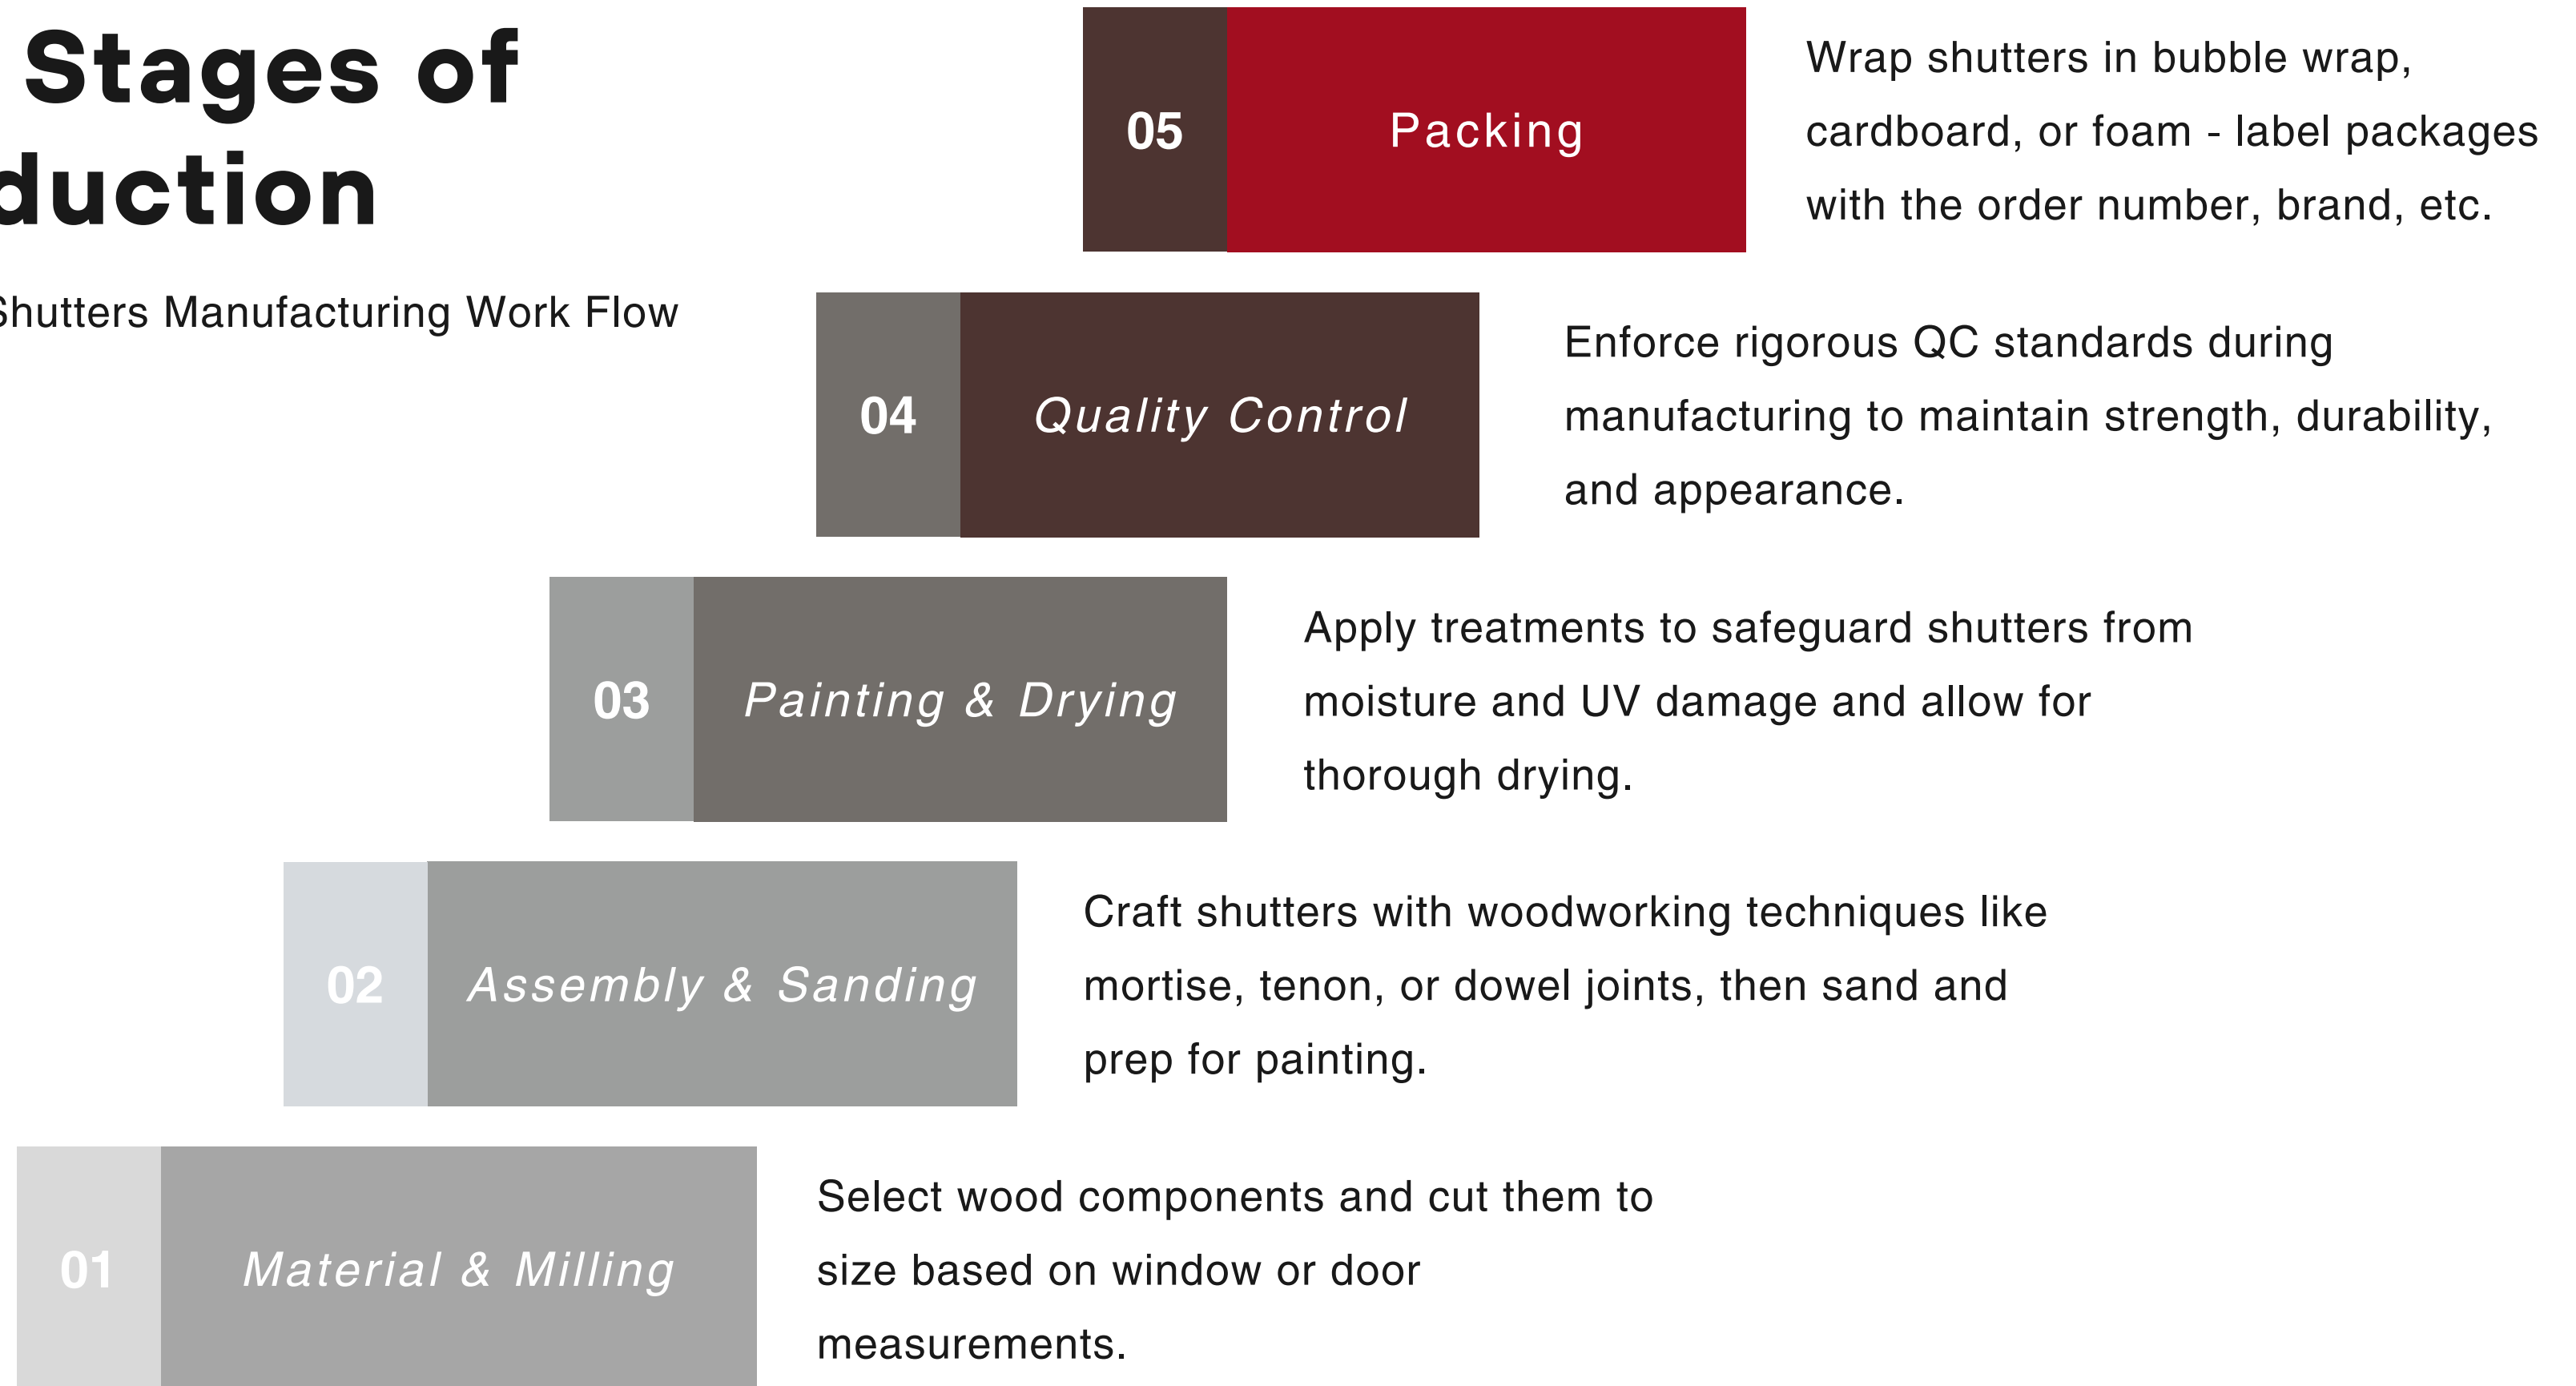 Stages of
duction
Shutters Manufacturing Work Flow
05
Packing
Wrap shutters in bubble wrap,
cardboard, or foam - label packages
with the order number, brand, etc.
04
Quality Control
Enforce rigorous QC standards during
manufacturing to maintain strength, durability,
and appearance.
03
Painting & Drying
Apply treatments to safeguard shutters from
moisture and UV damage and allow for
thorough drying.
02
Assembly & Sanding
Craft shutters with woodworking techniques like
mortise, tenon, or dowel joints, then sand and
prep for painting.
01
Material & Milling
Select wood components and cut them to
size based on window or door
measurements.